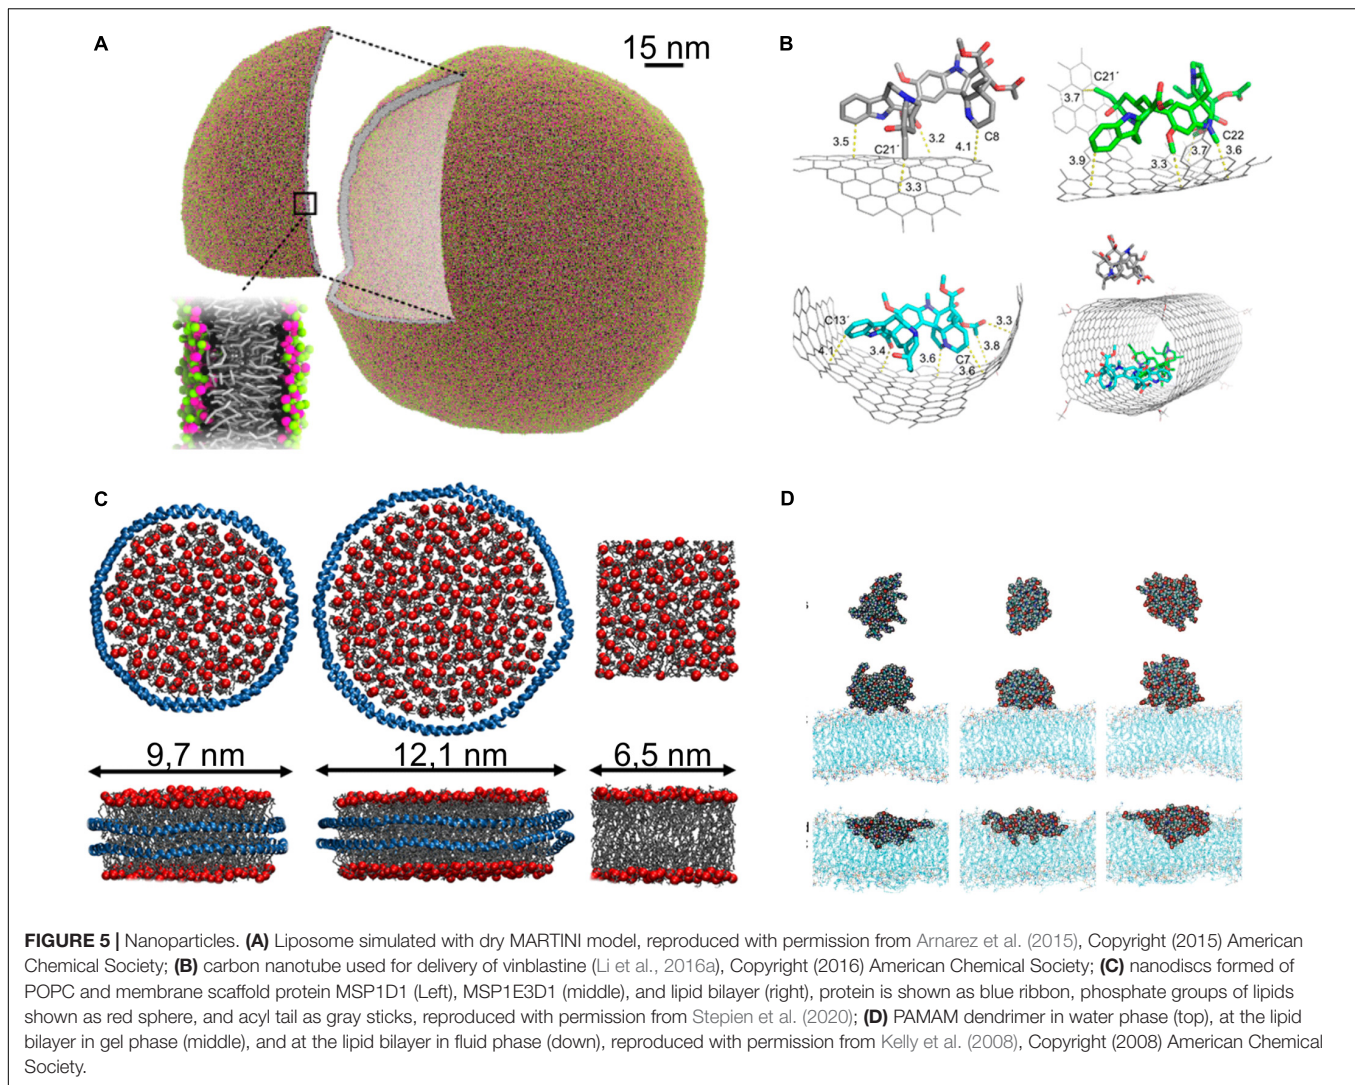 A
15 nm
B
3.5
C21´
3.2
4.1
C8
3.3
C21´
3.7
3.9
3.3
3.7
C22
3.6
C13´
4.1
3.4
3.6
C7
3.6
3.8
3.3
C
D
9,7 nm
12,1 nm
6,5 nm
FIGURE 5 | Nanoparticles. (A) Liposome simulated with dry MARTINI model, reproduced with permission from Arnarez et al. (2015), Copyright (2015) American
Chemical Society; (B) carbon nanotube used for delivery of vinblastine (Li et al., 2016a), Copyright (2016) American Chemical Society; (C) nanodiscs formed of
POPC and membrane scaffold protein MSP1D1 (Left), MSP1E3D1 (middle), and lipid bilayer (right), protein is shown as blue ribbon, phosphate groups of lipids
shown as red sphere, and acyl tail as gray sticks, reproduced with permission from Stepien et al. (2020); (D) PAMAM dendrimer in water phase (top), at the lipid
bilayer in gel phase (middle), and at the lipid bilayer in fluid phase (down), reproduced with permission from Kelly et al. (2008), Copyright (2008) American Chemical
Society.